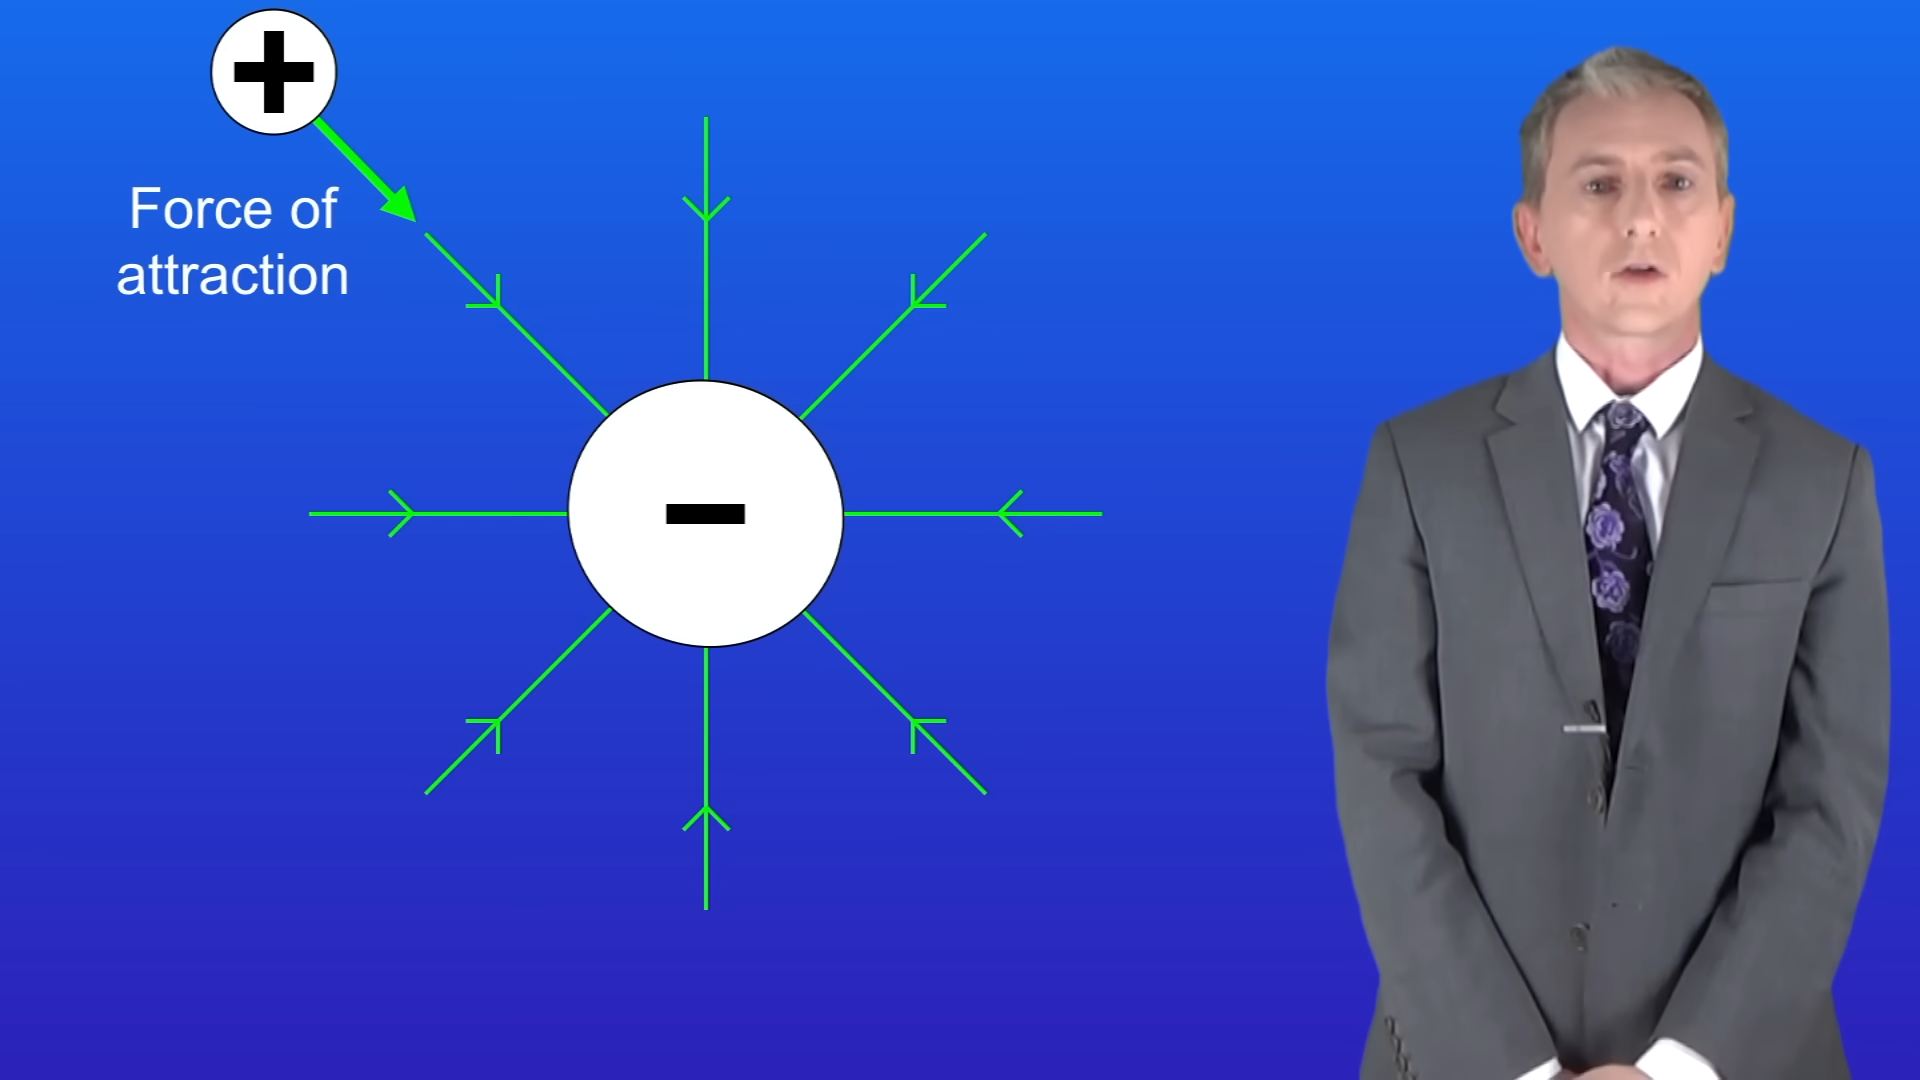 +
Force of
attraction
-